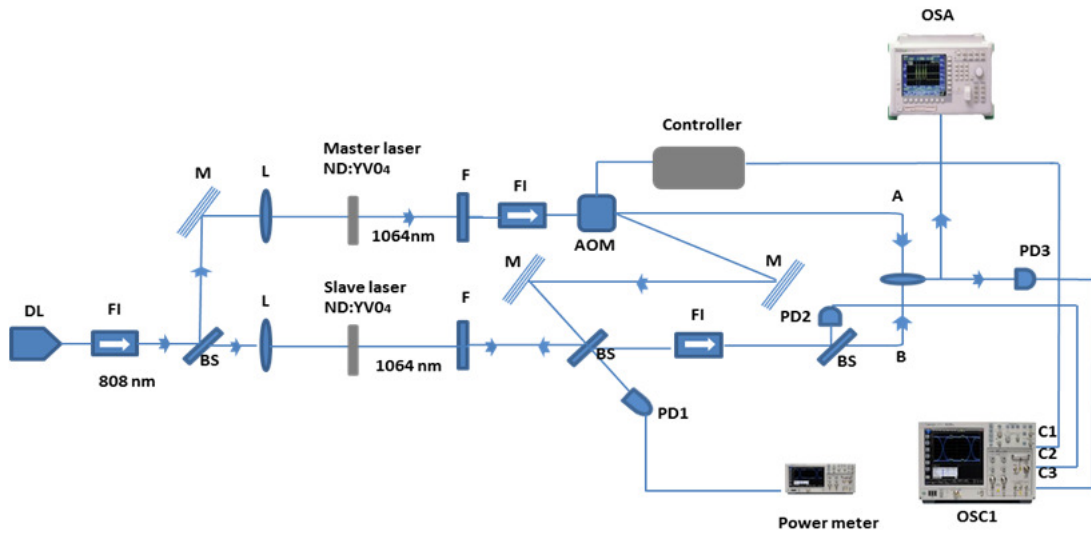 OSA
Controller
Master laser
ND:YV04
M
L
F
FI
A
AOM
1064nm
PD3
M
M
Slave laser
ND:YV04
L
F
DL
FI
PD2
FI
BS
BS
BS
B
808 nm
1064 nm
PD1
C1
C2
C3
Power meter
OSC1